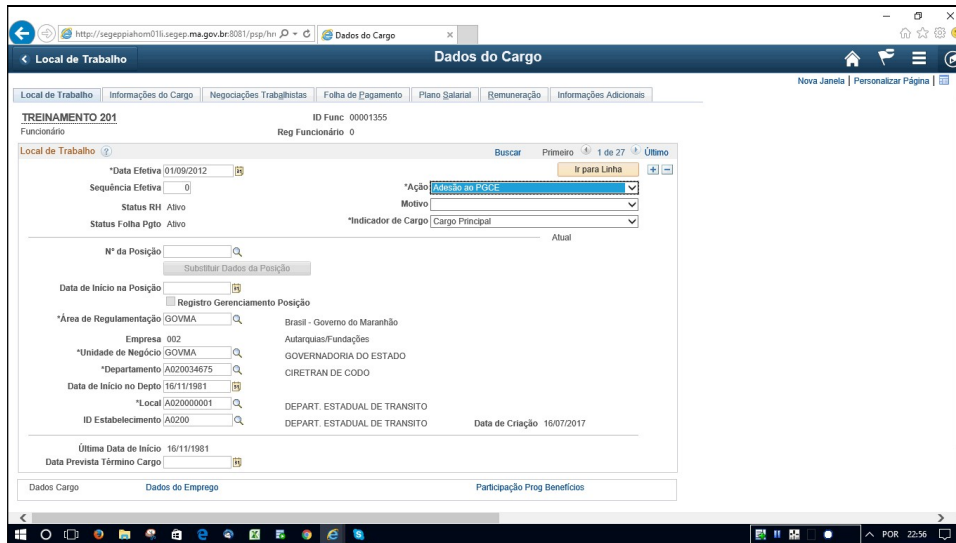 http://segeppiahom01li.segep.ma.gov.br:8081/psp/hn
Dados do Cargo
Local de Trabalho
Dados do Cargo
Nova Janela | Personalizar Página |
Local de Trabalho Informações do Cargo Negociações Trabalhistas Folha de Pagamento Plano Salarial Remuneração Informações Adicionais
TREINAMENTO 201 ID Func 00001355
Funcionário Reg Funcionário 0
Local de Trabalho Buscar Primeiro 1 de 27 Último
*Data Efetiva 01/09/2012 Ir para Linha
Sequência Efetiva 0 *Ação Adesão ao PGCE
Status RH Ativo Motivo
Status Folha Pgto Ativo *Indicador de Cargo Cargo Principal
Atual
Nº da Posição
Substituir Dados da Posição
Data de Início na Posição
Registro Gerenciamento Posição
*Área de Regulamentação GOVMA Brasil - Governo do Maranhão
Empresa 002 Autarquias/Fundações
*Unidade de Negócio GOVMA GOVERNADORIA DO ESTADO
*Departamento A020034675 CIRETRAN DE CODO
Data de Início no Depto 16/11/1981
*Local A020000001 DEPART. ESTADUAL DE TRANSITO
ID Estabelecimento A0200 DEPART. ESTADUAL DE TRANSITO Data de Criação 16/07/2017
Última Data de Início 16/11/1981
Data Prevista Término Cargo
Dados Cargo Dados do Emprego Participação Prog Benefícios
POR 22:56